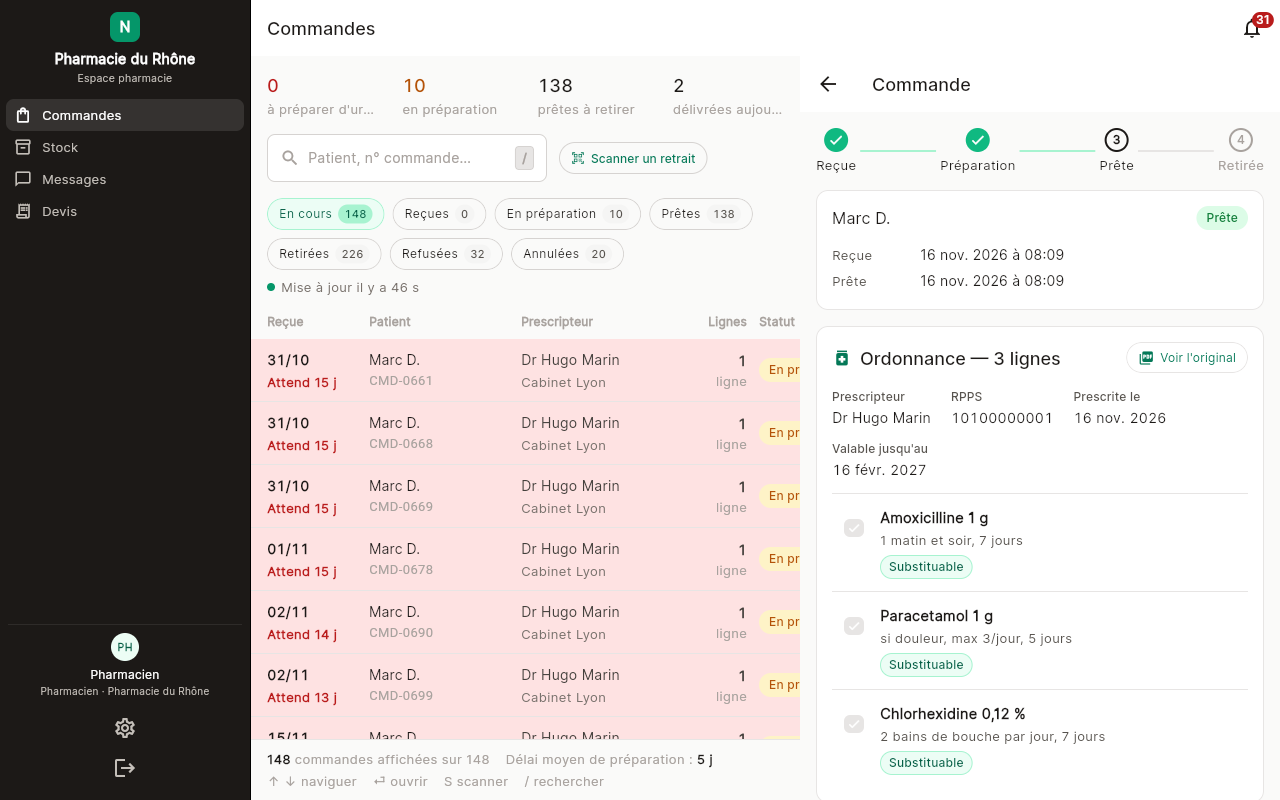 N
Pharmacie du Rhône
Espace pharmacie
Commandes
Stock
Messages
Devis
PH
Pharmacien
Pharmacien · Pharmacie du Rhône
Commandes
31
0
à préparer d'ur...
10
en préparation
138
prêtes à retirer
2
délivrées aujou...
Patient, n° commande...
/
Scanner un retrait
En cours 148
Reçues 0
En préparation 10
Prêtes 138
Retirées 226
Refusées 32
Annulées 20
Mise à jour il y a 46 s
Reçue Patient Prescripteur Lignes Statut
31/10 Marc D. Dr Hugo Marin 1 En pr
Attend 15 j CMD-0661 Cabinet Lyon ligne
31/10 Marc D. Dr Hugo Marin 1 En pr
Attend 15 j CMD-0668 Cabinet Lyon ligne
31/10 Marc D. Dr Hugo Marin 1 En pr
Attend 15 j CMD-0669 Cabinet Lyon ligne
01/11 Marc D. Dr Hugo Marin 1 En pr
Attend 15 j CMD-0678 Cabinet Lyon ligne
02/11 Marc D. Dr Hugo Marin 1 En pr
Attend 14 j CMD-0690 Cabinet Lyon ligne
02/11 Marc D. Dr Hugo Marin 1 En pr
Attend 13 j CMD-0699 Cabinet Lyon ligne
15/11 Marc D. Dr Hugo Marin 1
148 commandes affichées sur 148 Délai moyen de préparation : 5 j
↑ ↓ naviguer ⏎ ouvrir S scanner / rechercher
Commande
3 4
Reçue Préparation Prête Retirée
Marc D. Prête
Reçue 16 nov. 2026 à 08:09
Prête 16 nov. 2026 à 08:09
Ordonnance — 3 lignes
Voir l'original
Prescripteur RPPS Prescrite le
Dr Hugo Marin 10100000001 16 nov. 2026
Valable jusqu'au
16 févr. 2027
Amoxicilline 1 g
1 matin et soir, 7 jours
Substituable
Paracetamol 1 g
si douleur, max 3/jour, 5 jours
Substituable
Chlorhexidine 0,12 %
2 bains de bouche par jour, 7 jours
Substituable